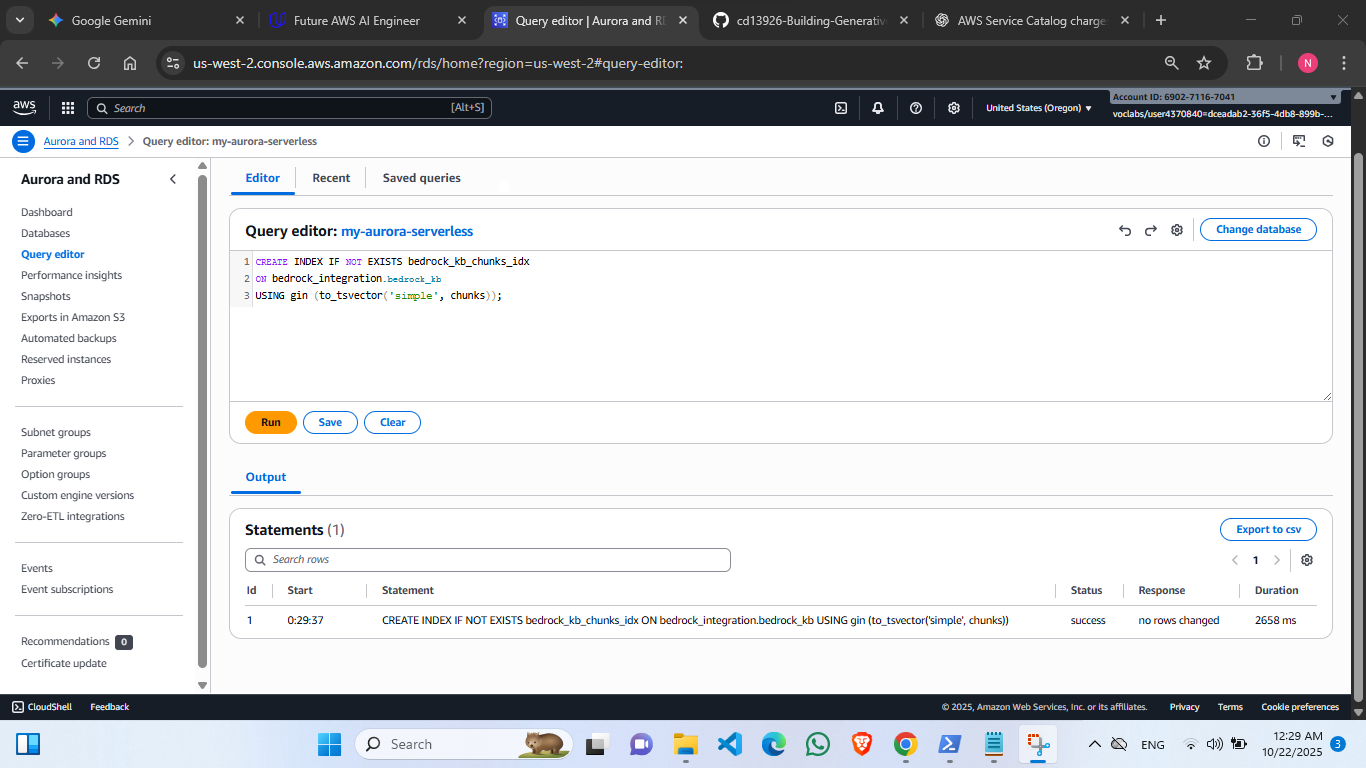 Google Gemini
Future AWS AI Engineer
Query editor | Aurora and RD
cd13926-Building-Generativ
AWS Service Catalog charge
us-west-2.console.aws.amazon.com/rds/home?region=us-west-2#query-editor:
N
aws
Search
[Alt+S]
United States (Oregon)
Account ID: 6902-7116-7041
voclabs/user4370840=dceadab2-36f5-4db8-899b-...
Aurora and RDS
Query editor: my-aurora-serverless
Aurora and RDS
Dashboard
Databases
Query editor
Performance insights
Snapshots
Exports in Amazon S3
Automated backups
Reserved instances
Proxies
Subnet groups
Parameter groups
Option groups
Custom engine versions
Zero-ETL integrations
Events
Event subscriptions
Recommendations 0
Certificate update
Editor
Recent
Saved queries
Query editor: my-aurora-serverless
Change database
1 CREATE INDEX IF NOT EXISTS bedrock_kb_chunks_idx
2 ON bedrock_integration.bedrock_kb
3 USING gin (to_tsvector('simple', chunks));
Run
Save
Clear
Output
Statements (1)
Export to csv
Search rows
1
Id Start Statement Status Response Duration
1 0:29:37 CREATE INDEX IF NOT EXISTS bedrock_kb_chunks_idx ON bedrock_integration.bedrock_kb USING gin (to_tsvector('simple', chunks)) success no rows changed 2658 ms
CloudShell
Feedback
© 2025, Amazon Web Services, Inc. or its affiliates.
Privacy
Terms
Cookie preferences
Search
ENG
12:29 AM
10/22/2025
3